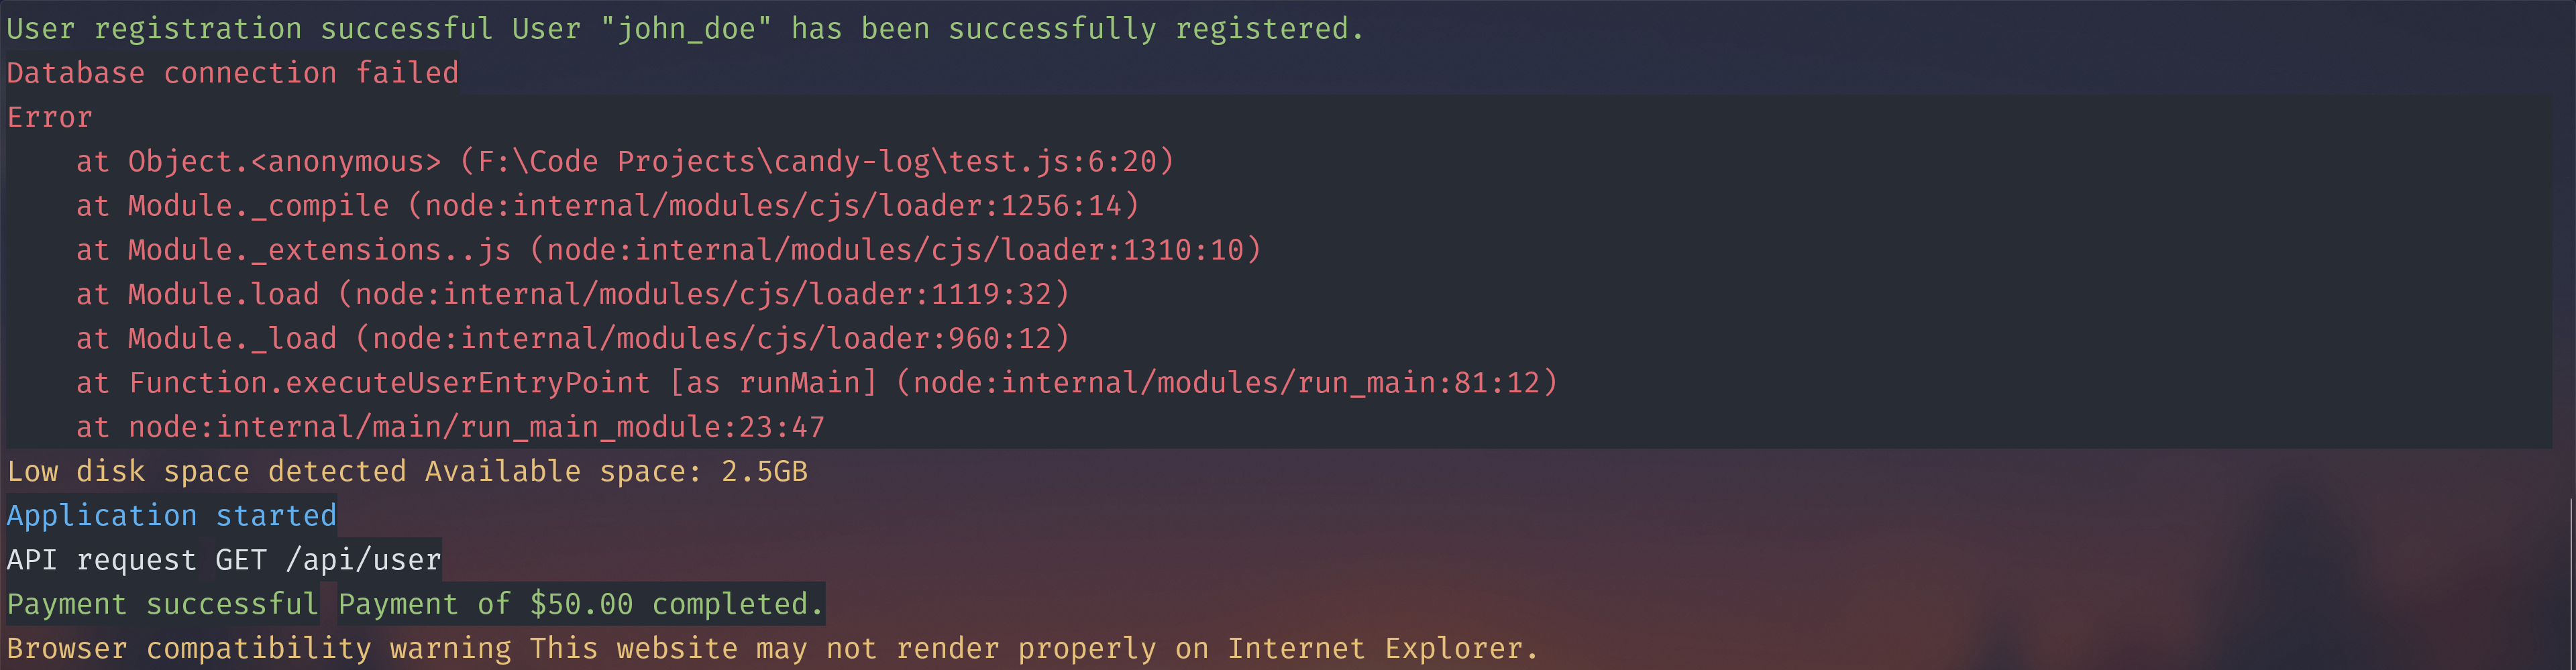 User registration successful User "john_doe" has been successfully registered.
Database connection failed
Error
    at Object.<anonymous> (F:\Code Projects\candy-log\test.js:6:20)
    at Module._compile (node:internal/modules/cjs/loader:1256:14)
    at Module._extensions..js (node:internal/modules/cjs/loader:1310:10)
    at Module.load (node:internal/modules/cjs/loader:1119:32)
    at Module._load (node:internal/modules/cjs/loader:960:12)
    at Function.executeUserEntryPoint [as runMain] (node:internal/modules/run_main:81:12)
    at node:internal/main/run_main_module:23:47
Low disk space detected Available space: 2.5GB
Application started
API request GET /api/user
Payment successful Payment of $50.00 completed.
Browser compatibility warning This website may not render properly on Internet Explorer.